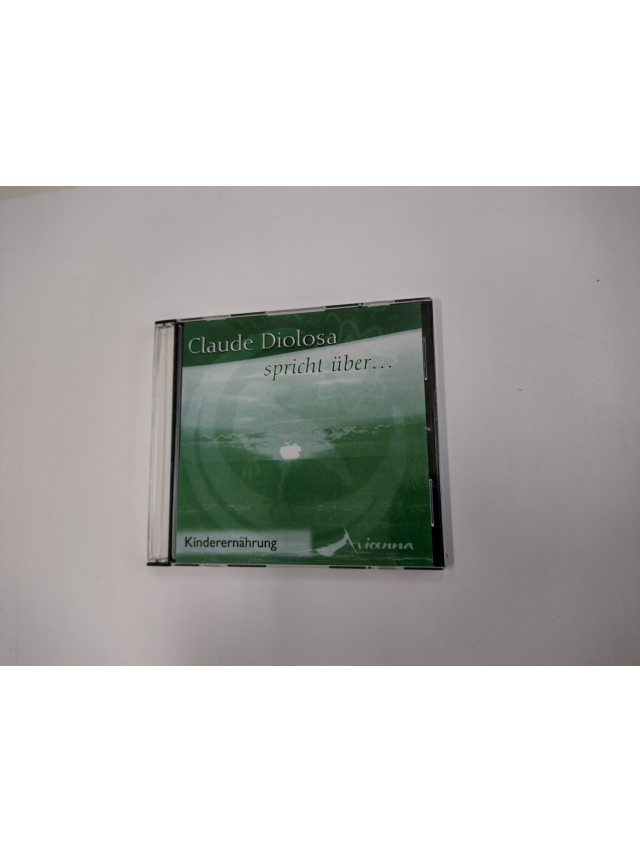 Claude Diolosa
spricht über...
Kinderernährung
Avicenna